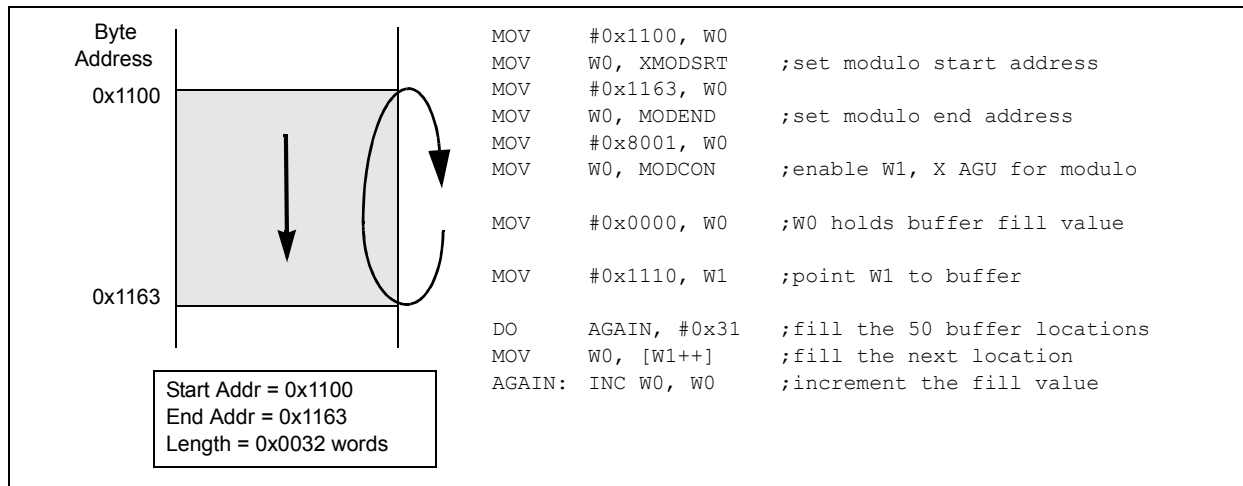 Byte
Address
0x1100
0x1163
Start Addr = 0x1100
End Addr = 0x1163
Length = 0x0032 words
MOV #0x1100, W0
MOV W0, XMODSRT ;set modulo start address
MOV #0x1163, W0
MOV W0, MODEND ;set modulo end address
MOV #0x8001, W0
MOV W0, MODCON ;enable W1, X AGU for modulo
MOV #0x0000, W0 ;W0 holds buffer fill value
MOV #0x1110, W1 ;point W1 to buffer
DO AGAIN, #0x31 ;fill the 50 buffer locations
MOV W0, [W1++] ;fill the next location
AGAIN: INC W0, W0 ;increment the fill value